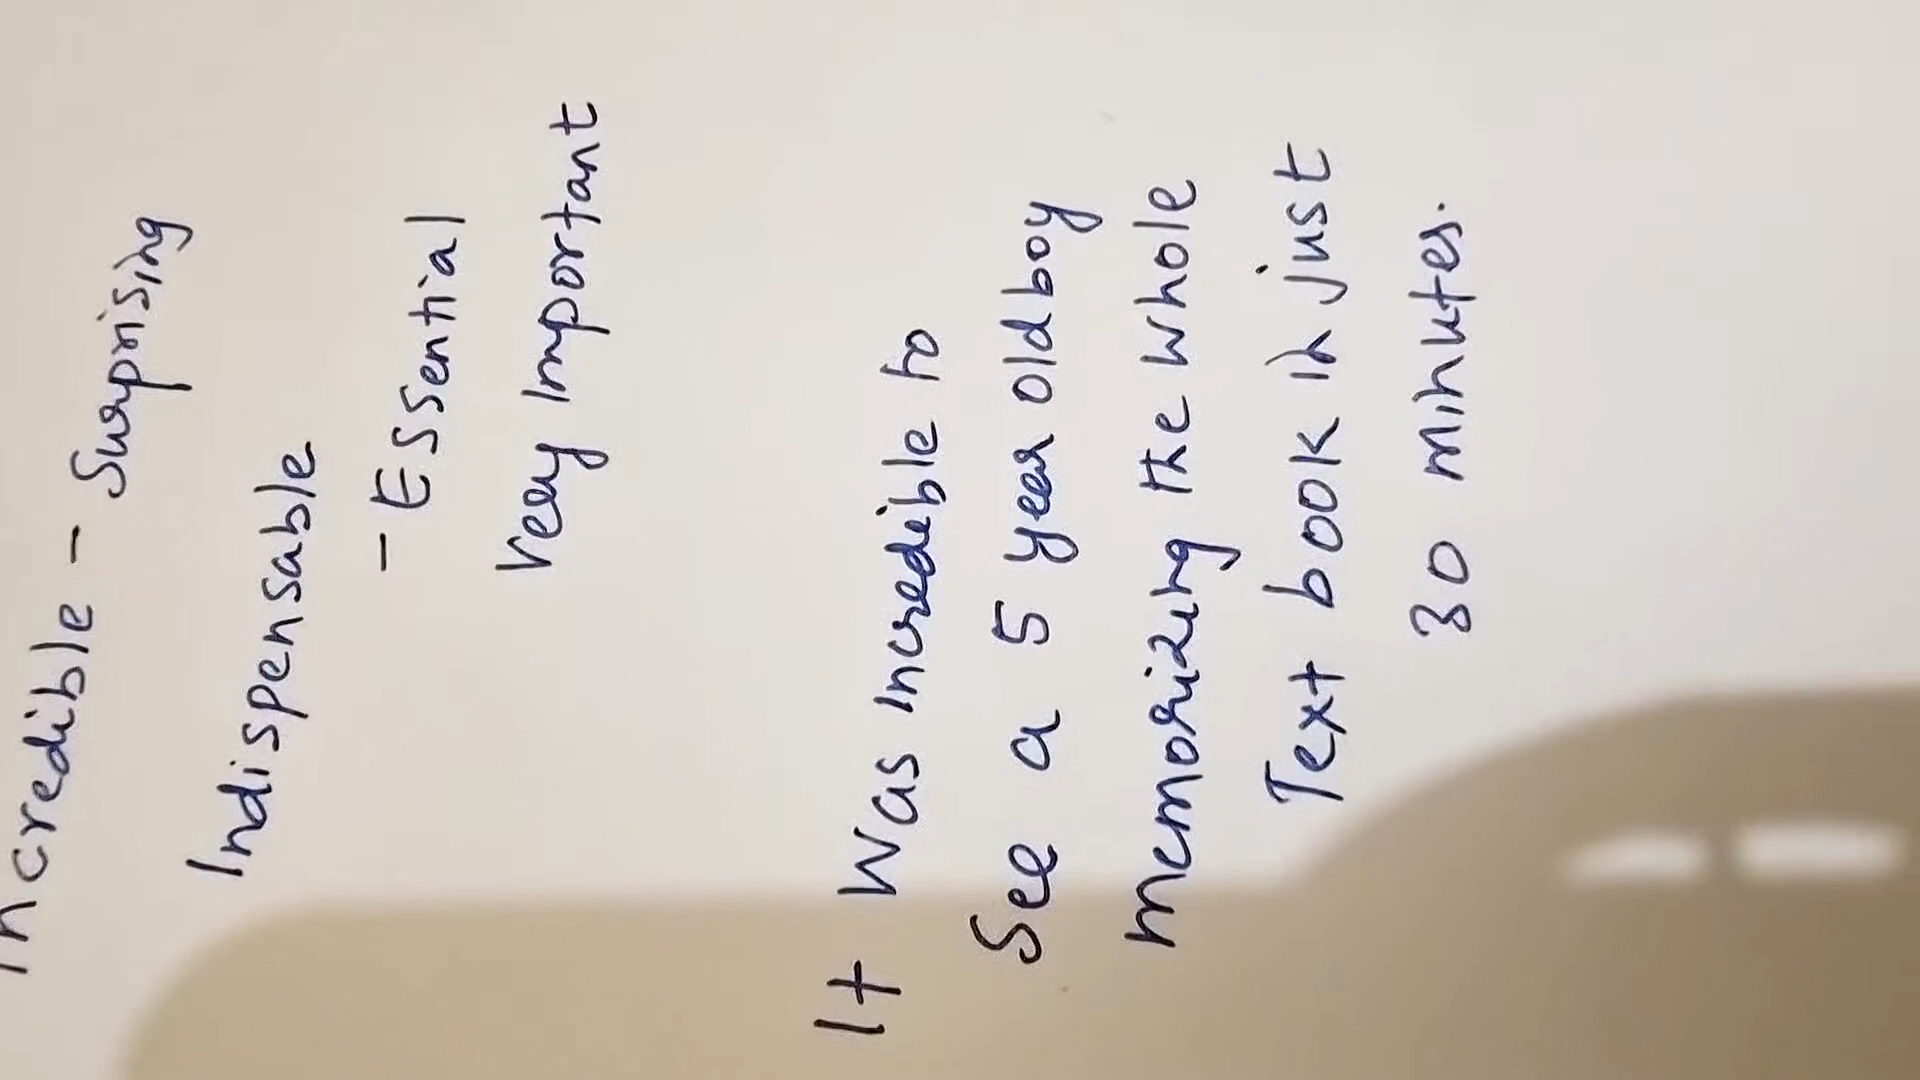 Incredible - Surprising
Indispensable
- Essential
Very Important
It Was Incredible to
See a 5 year old boy
memorizing the whole
Text book in just
30 minutes.